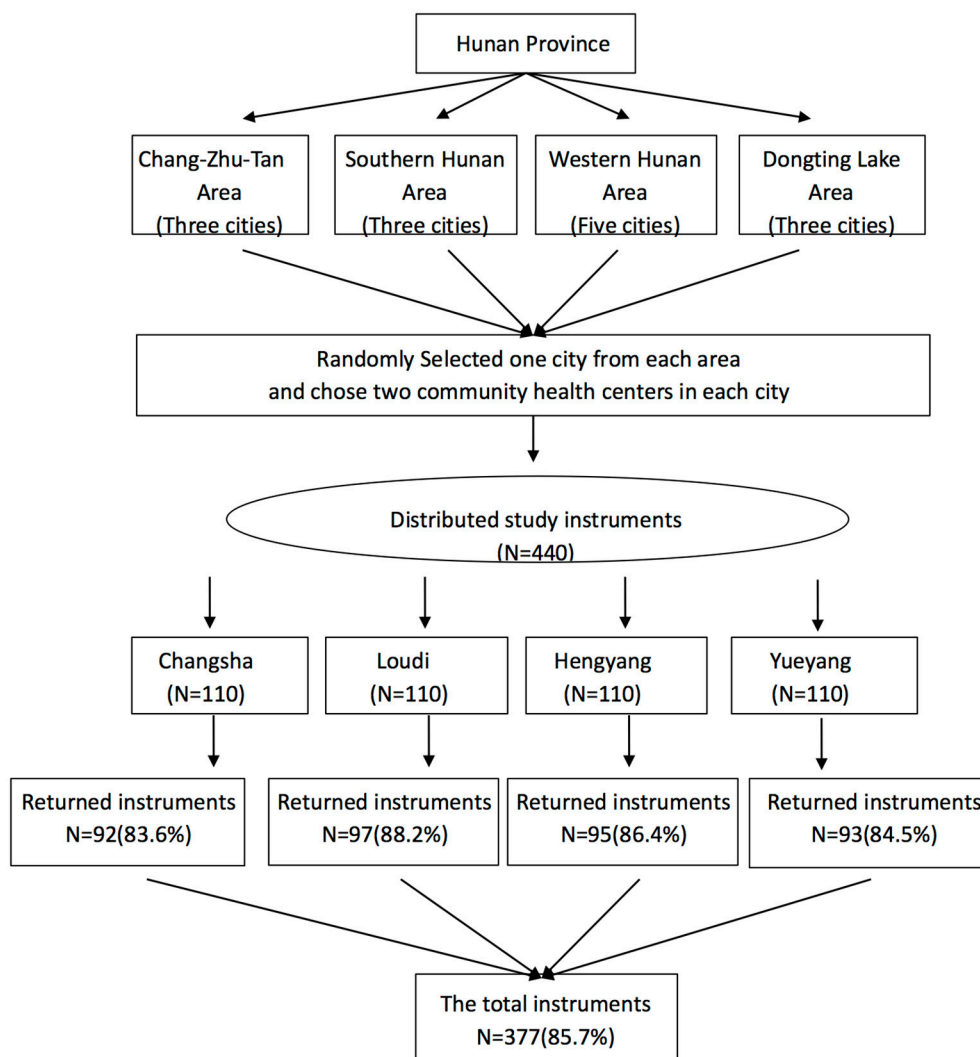 Hunan Province
Chang-Zhu-Tan
Area
(Three cities)
Southern Hunan
Area
(Three cities)
Western Hunan
Area
(Five cities)
Dongting Lake
Area
(Three cities)
Randomly Selected one city from each area
and chose two community health centers in each city
Distributed study instruments
(N=440)
Changsha
(N=110)
Loudi
(N=110)
Hengyang
(N=110)
Yueyang
(N=110)
Returned instruments
N=92(83.6%)
Returned instruments
N=97(88.2%)
Returned instruments
N=95(86.4%)
Returned instruments
N=93(84.5%)
The total instruments
N=377(85.7%)